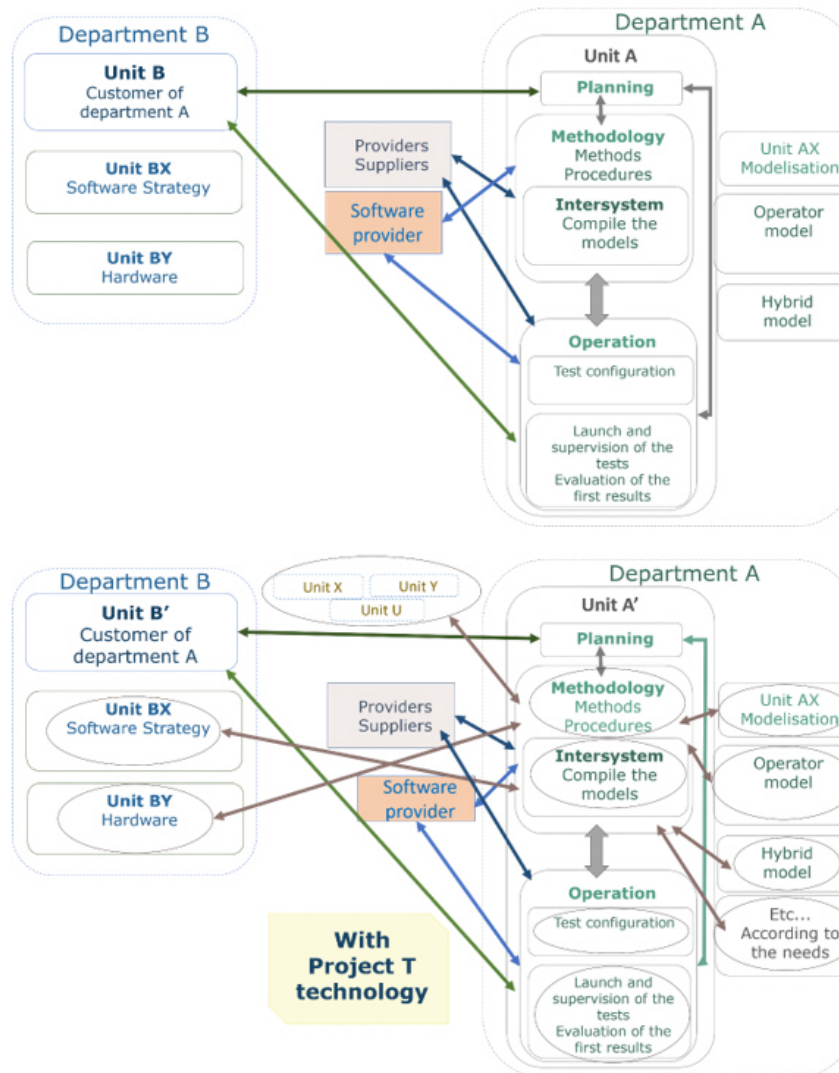 Department B
Unit B
Customer of
department A
Unit BX
Software Strategy
Unit BY
Hardware
Providers
Suppliers
Software
provider
Department A
Unit A
Planning
Methodology
Methods
Procedures
Intersystem
Compile the
models
Operation
Test configuration
Launch and
supervision of the
tests
Evaluation of the
first results
Unit AX
Modelisation
Operator
model
Hybrid
model
Department B
Unit B’
Customer of
department A
Unit BX
Software Strategy
Unit BY
Hardware
Unit X
Unit Y
Unit U
Providers
Suppliers
Software
provider
With
Project T
technology
Department A
Unit A’
Planning
Methodology
Methods
Procedures
Intersystem
Compile the
models
Operation
Test configuration
Launch and
supervision of the
tests
Evaluation of the
first results
Unit AX
Modelisation
Operator
model
Hybrid
model
Etc...
According to
the needs